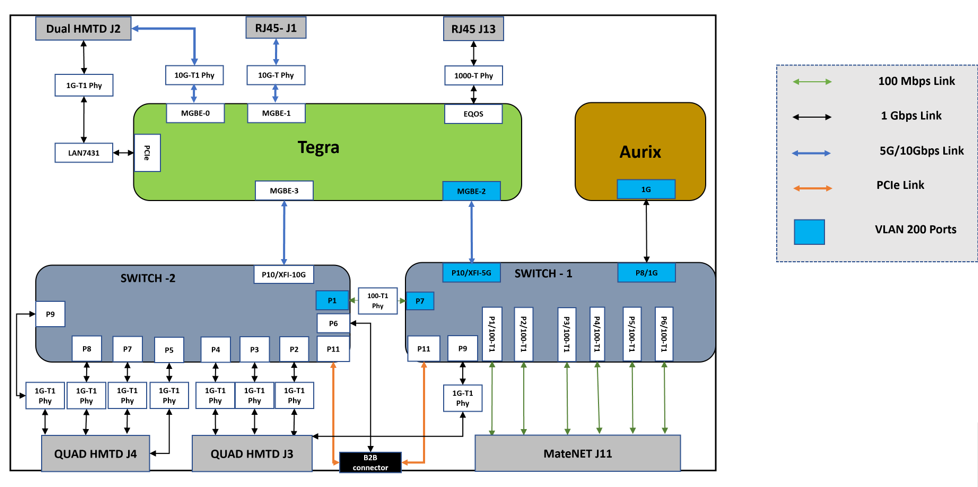 Dual HMTD J2
RJ45- J1
RJ45 J13
1G-T1 Phy
10G-T1 Phy
10G-T Phy
1000-T Phy
MGBE-0
MGBE-1
EQOS
LAN7431
PCIe
Tegra
Aurix
MGBE-3
MGBE-2
1G
100 Mbps Link
1 Gbps Link
5G/10Gbps Link
PCIe Link
VLAN 200 Ports
SWITCH -2
P10/XFI-10G
P10/XFI-5G
SWITCH - 1
P8/1G
P9
P1
100-T1
Phy
P7
P6
P8
P7
P5
P4
P3
P2
P11
P11
P9
P1/100-T1
P2/100-T1
P3/100-T1
P4/100-T1
P5/100-T1
P6/100-T1
1G-T1
Phy
1G-T1
Phy
1G-T1
Phy
1G-T1
Phy
1G-T1
Phy
1G-T1
Phy
1G-T1
Phy
1G-T1
Phy
QUAD HMTD J4
QUAD HMTD J3
B2B
connector
MateNET J11